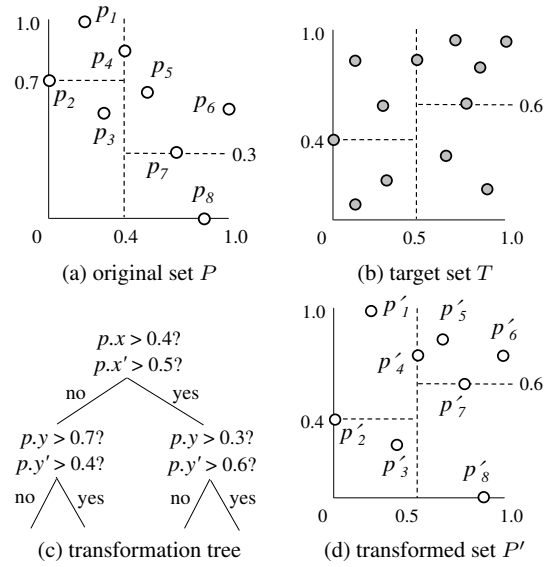 1.0
p1
p4
0.7
p2
p5
p3
p6
p7
0.3
p8
0
0.4
1.0
(a) original set P
1.0
0.6
0.4
0
0.5
1.0
(b) target set T
p.x > 0.4?
p.x′ > 0.5?
no
yes
p.y > 0.7?
p.y′ > 0.4?
p.y > 0.3?
p.y′ > 0.6?
no
yes
no
yes
(c) transformation tree
1.0
p′1
p′5
p′6
p′4
0.6
p′7
0.4
p′2
p′3
p′8
0
0.5
1.0
(d) transformed set P′